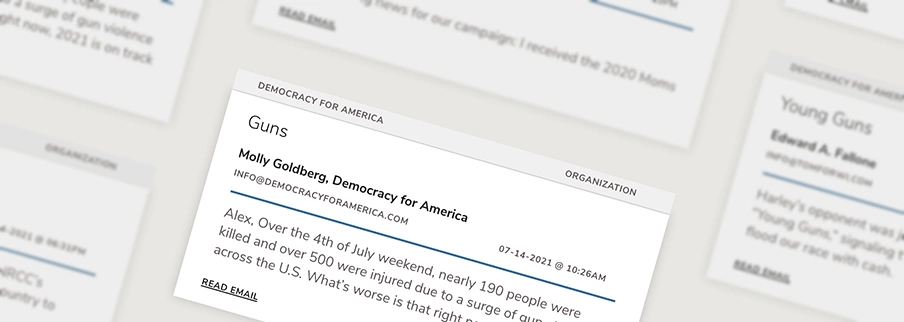 people were
a surge of gun violence
right now, 2021 is on track
READ EMAIL
news for our campaign: I received the 2020 Moms
EMAIL
DEMOCRACY FOR AMERICA
ORGANIZATION
Guns
Molly Goldberg, Democracy for America
INFO@DEMOCRACYFORAMERICA.COM
07-14-2021 @ 10:26AM
Alex, Over the 4th of July weekend, nearly 190 people were
killed and over 500 were injured due to a surge of gun
across the U.S. What's worse is that right
READ EMAIL
ORGANIZATION
2021 @ 06:31PM
NRCC's
country to
DEMOCRACY FOR
Young Guns
Edward A. Fallone
INFO@TOMFORWI.COM
Harley's opponent was
"Young Guns," signaling
flood our race with cash.
READ EMAIL